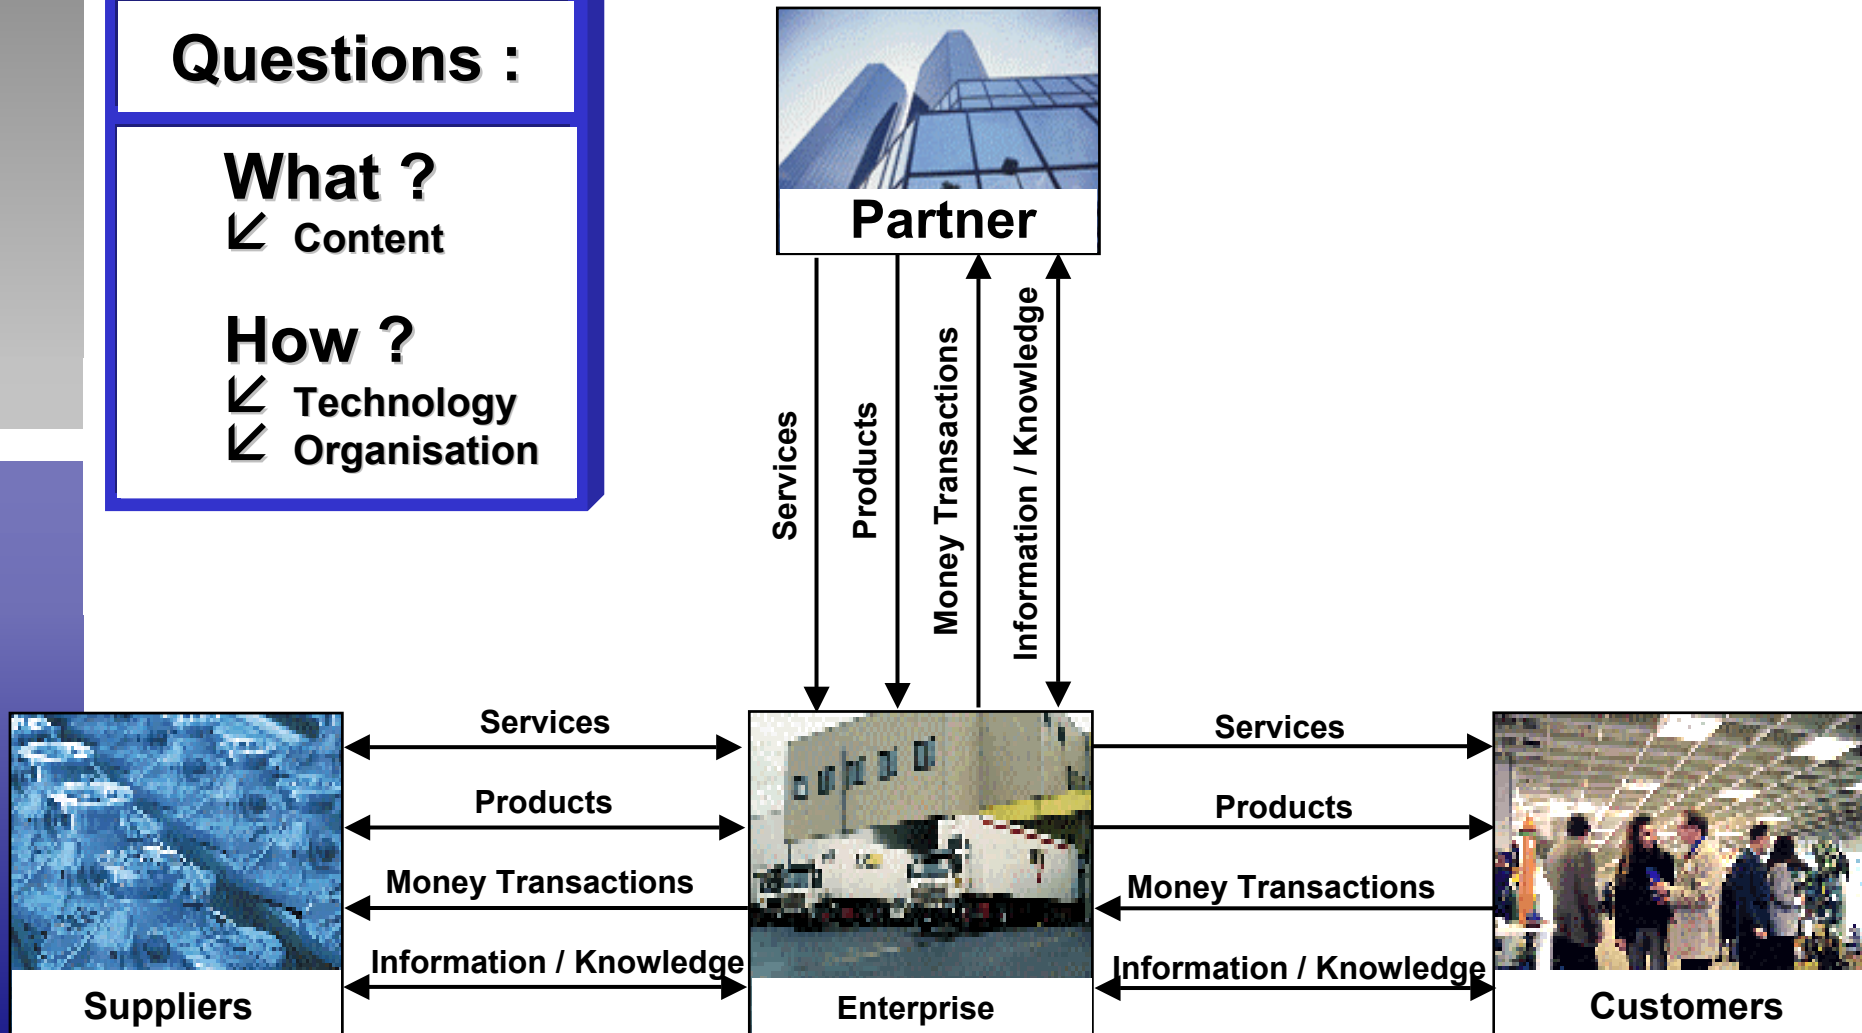 Questions :
What ?
Content
How ?
Technology
Organisation
Partner
Services
Products
Money Transactions
Information / Knowledge
Services
Products
Money Transactions
Information / Knowledge
Services
Products
Money Transactions
Information / Knowledge
Suppliers
Enterprise
Customers